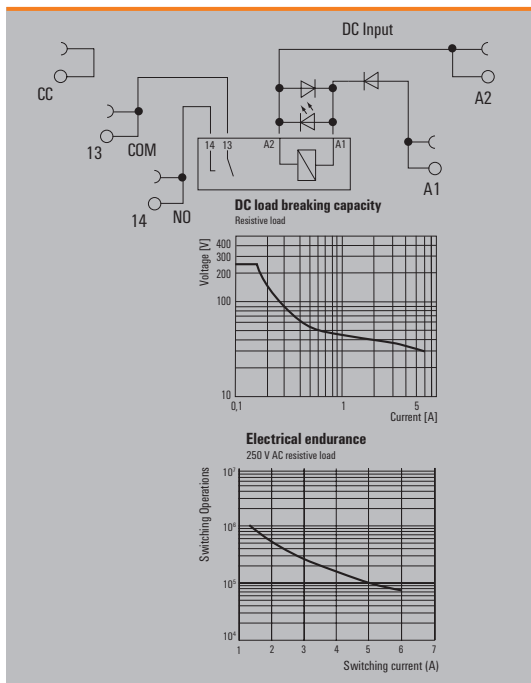 DC Input
CC
A2
13 COM
14 13 A2 A1
A1
14 NO
DC load breaking capacity
Resistive load
Voltage [V]
400
300
200
100
10
0,1 1 5
Current [A]
Electrical endurance
250 V AC resistive load
Switching Operations
10⁷
10⁶
10⁵
10⁴
1 2 3 4 5 6 7
Switching current (A)